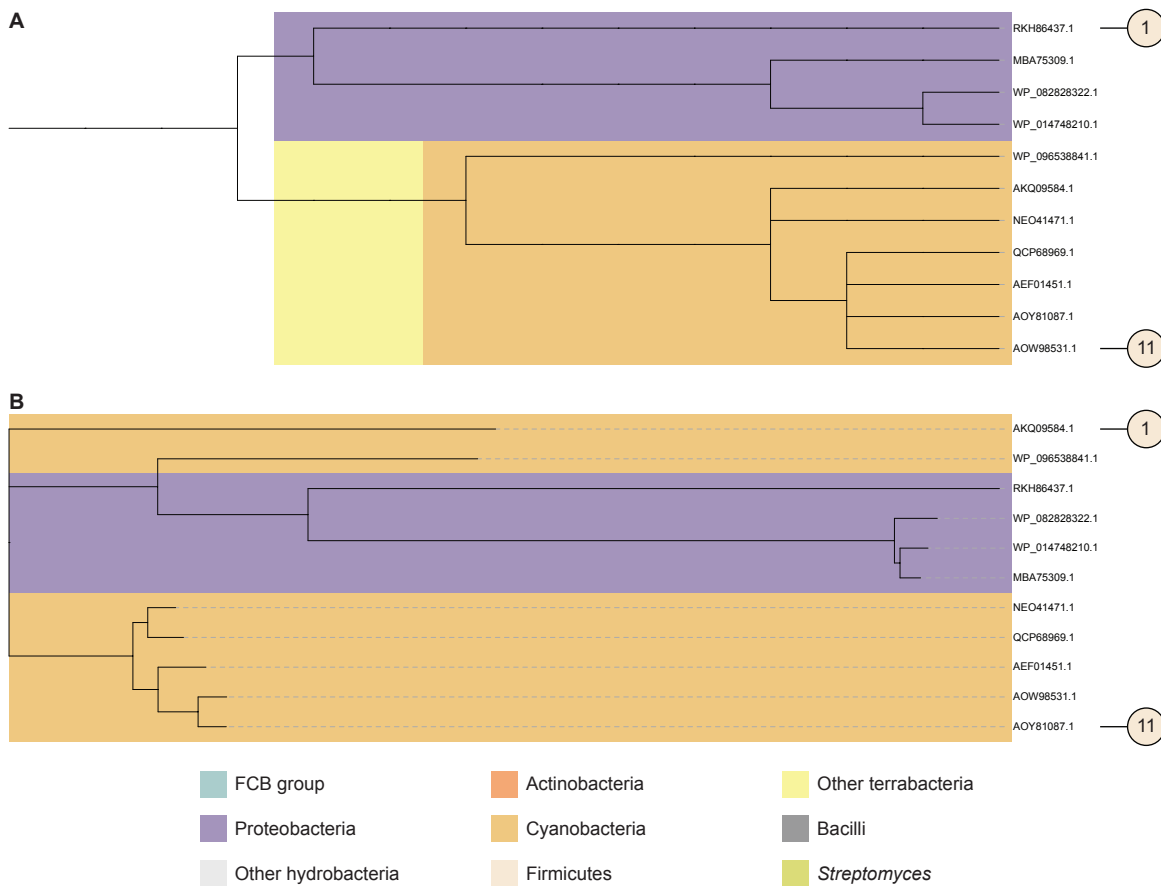 A
RKH86437.1
1
MBA75309.1
WP_082828322.1
WP_014748210.1
WP_096538841.1
AKQ09584.1
NEO41471.1
QCP68969.1
AEF01451.1
AOY81087.1
AOW98531.1
11
B
AKQ09584.1
1
WP_096538841.1
RKH86437.1
WP_082828322.1
WP_014748210.1
MBA75309.1
NEO41471.1
QCP68969.1
AEF01451.1
AOW98531.1
AOY81087.1
11
FCB group
Actinobacteria
Other terrabacteria
Proteobacteria
Cyanobacteria
Bacilli
Other hydrobacteria
Firmicutes
Streptomyces